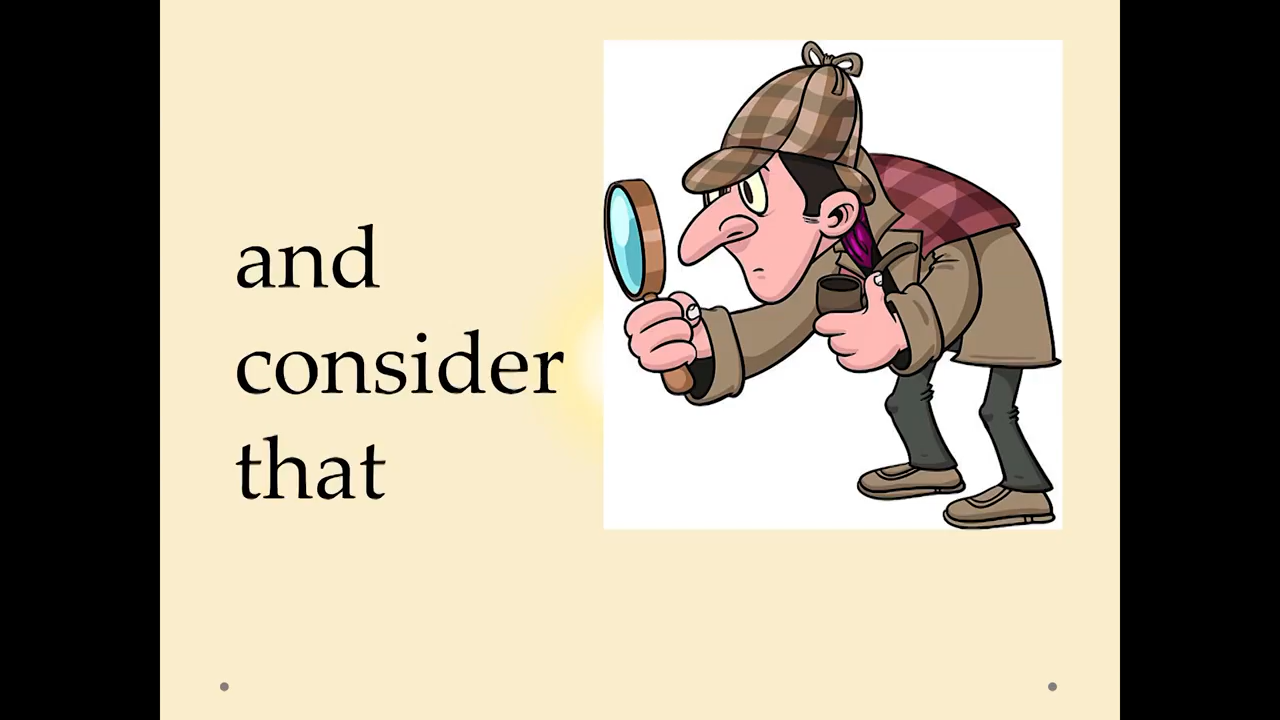 and
consider
that